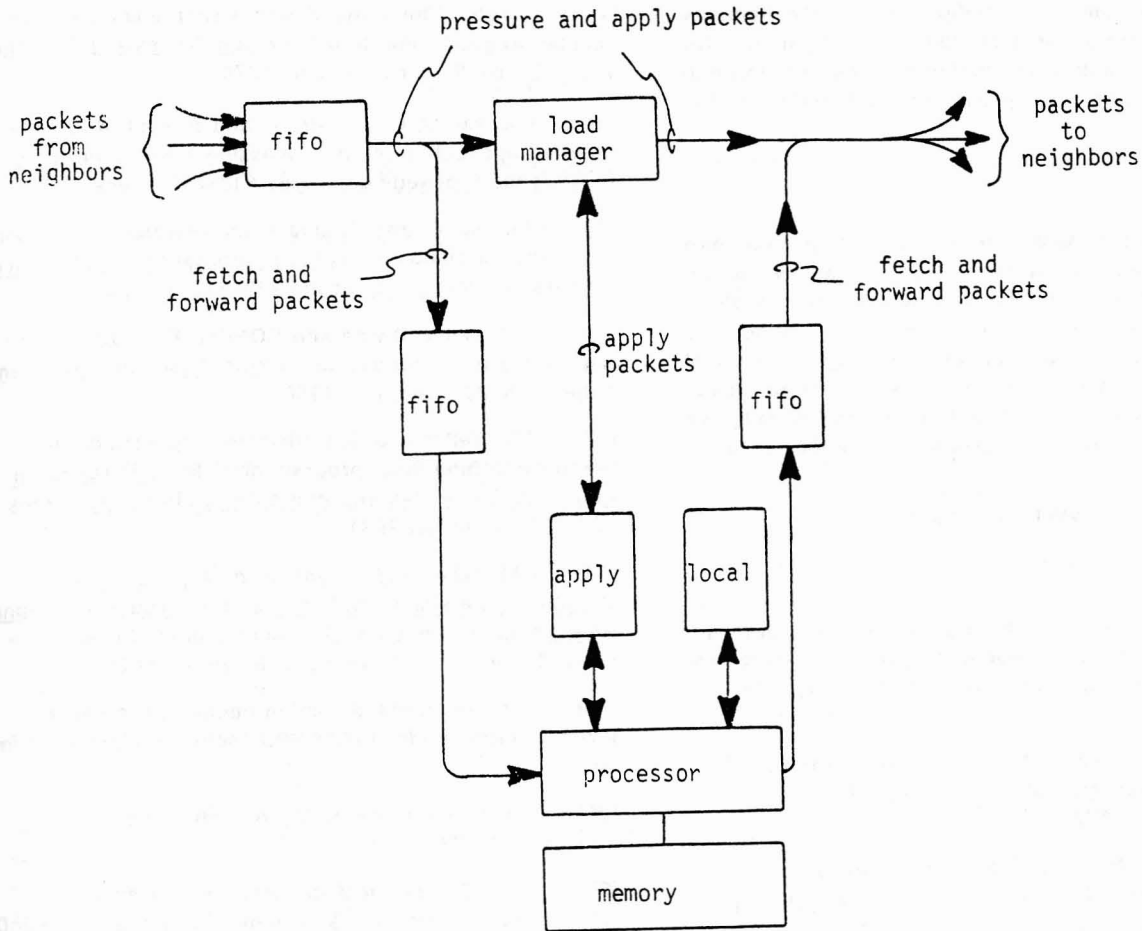 pressure and apply packets
packets
from
neighbors
fifo
load
manager
packets
to
neighbors
fetch and
forward packets
fetch and
forward packets
apply
packets
fifo
fifo
apply
local
processor
memory